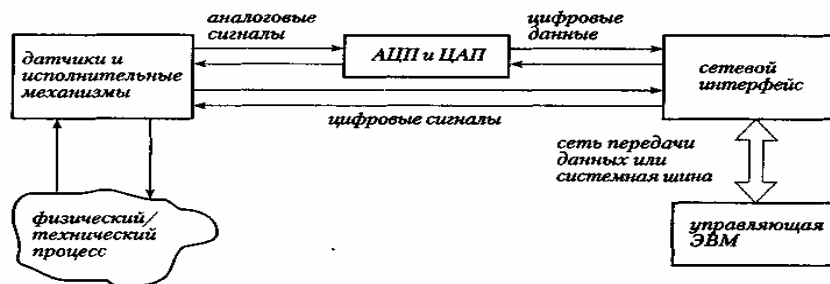 аналоговые
сигналы
цифровые
данные
датчики и
исполнительные
механизмы
АЦП и ЦАП
сетевой
интерфейс
цифровые сигналы
сеть передачи
данных или
системная шина
физический/
технический
процесс
управляющая
ЭВМ